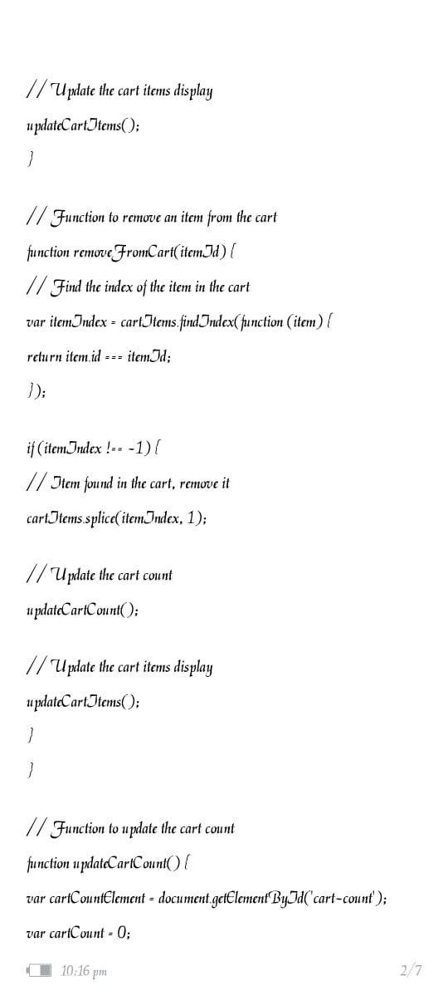 // Update the cart items display
updateCartItems();
}
// Function to remove an item from the cart
function removeFromCart(itemId) {
// Find the index of the item in the cart
var itemIndex = cartItems.findIndex(function (item) {
return item.id === itemId;
});
if (itemIndex !== -1) {
// Item found in the cart, remove it
cartItems.splice(itemIndex, 1);
// Update the cart count
updateCartCount();
// Update the cart items display
updateCartItems();
}
}
// Function to update the cart count
function updateCartCount() {
var cartCountElement = document.getElementById('cart-count');
var cartCount = 0;
10:16 pm 2/7